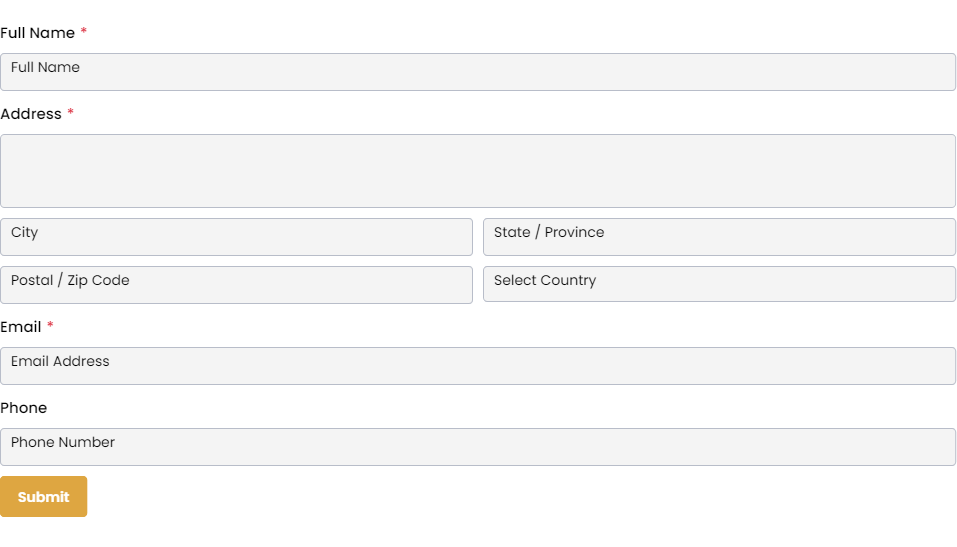 Full Name *
Full Name
Address *
City
State / Province
Postal / Zip Code
Select Country
Email *
Email Address
Phone
Phone Number
Submit